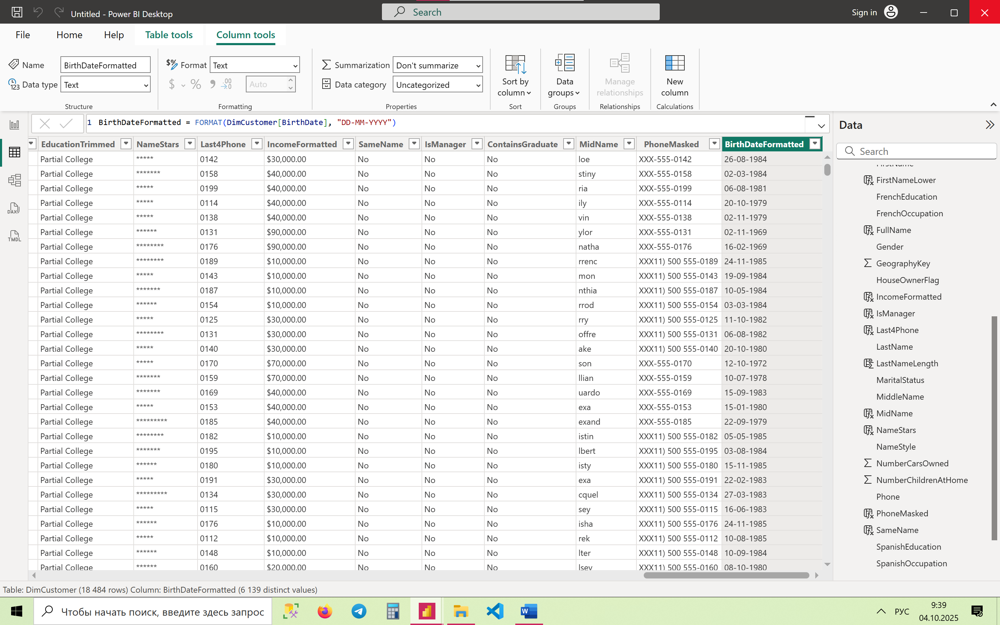 Untitled - Power BI Desktop
Search
Sign in
File
Home
Help
Table tools
Column tools
Name
BirthDateFormatted
Data type
Text
Structure
Format
Text
Auto
Formatting
Summarization
Don't summarize
Data category
Uncategorized
Properties
Sort by column
Sort
Data groups
Groups
Manage relationships
Relationships
New column
Calculations
1 BirthDateFormatted = FORMAT(DimCustomer[BirthDate], "DD-MM-YYYY")
DAX
TMDL
EducationTrimmed NameStars Last4Phone IncomeFormatted SameName IsManager ContainsGraduate MidName PhoneMasked BirthDateFormatted
Partial College ***** 0142 $30,000.00 No No No loe XXX-555-0142 26-08-1984
Partial College ******* 0158 $40,000.00 No No No stiny XXX-555-0158 02-03-1984
Partial College ***** 0199 $40,000.00 No No No ria XXX-555-0199 06-08-1981
Partial College ***** 0114 $40,000.00 No No No ily XXX-555-0114 20-10-1979
Partial College ***** 0138 $40,000.00 No No No vin XXX-555-0138 02-11-1979
Partial College ****** 0131 $90,000.00 No No No ylor XXX-555-0131 02-11-1969
Partial College ******** 0176 $90,000.00 No No No natha XXX-555-0176 16-02-1969
Partial College ******** 0189 $10,000.00 No No No rrenc XXX11) 500 555-0189 24-11-1985
Partial College ***** 0143 $10,000.00 No No No mon XXX11) 500 555-0143 19-09-1984
Partial College ******* 0187 $10,000.00 No No No nthia XXX11) 500 555-0187 10-05-1984
Partial College ****** 0154 $10,000.00 No No No rrod XXX11) 500 555-0154 03-03-1984
Partial College ***** 0125 $30,000.00 No No No rry XXX11) 500 555-0125 11-10-1982
Partial College ******** 0131 $30,000.00 No No No offre XXX11) 500 555-0131 06-08-1982
Partial College ***** 0140 $30,000.00 No No No ake XXX11) 500 555-0140 20-10-1980
Partial College ***** 0170 $70,000.00 No No No son XXX-555-0170 12-10-1972
Partial College ******* 0159 $70,000.00 No No No llian XXX-555-0159 10-07-1978
Partial College ******* 0169 $40,000.00 No No No uardo XXX-555-0169 15-09-1983
Partial College ***** 0153 $40,000.00 No No No exa XXX-555-0153 15-01-1980
Partial College ********* 0185 $40,000.00 No No No exand XXX-555-0185 22-09-1979
Partial College ******** 0182 $10,000.00 No No No istin XXX11) 500 555-0182 05-05-1985
Partial College ******* 0195 $10,000.00 No No No lbert XXX11) 500 555-0195 03-08-1984
Partial College ****** 0180 $10,000.00 No No No isty XXX11) 500 555-0180 15-11-1985
Partial College ***** 0191 $30,000.00 No No No exa XXX11) 500 555-0191 22-02-1983
Partial College ********* 0134 $30,000.00 No No No cquel XXX11) 500 555-0134 27-03-1983
Partial College ***** 0115 $30,000.00 No No No sey XXX11) 500 555-0115 16-06-1983
Partial College ****** 0176 $10,000.00 No No No isha XXX11) 500 555-0176 24-11-1985
Partial College ***** 0112 $10,000.00 No No No rek XXX11) 500 555-0112 10-08-1985
Partial College ****** 0148 $10,000.00 No No No lter XXX11) 500 555-0148 10-09-1984
Partial College ****** 0160 $20,000.00 No No No lsey XXX11) 500 555-0160 08-10-1980
Data
Search
FirstName
FirstNameLower
FrenchEducation
FrenchOccupation
FullName
Gender
GeographyKey
HouseOwnerFlag
IncomeFormatted
IsManager
Last4Phone
LastName
LastNameLength
MaritalStatus
MiddleName
MidName
NameStars
NameStyle
NumberCarsOwned
NumberChildrenAtHome
Phone
PhoneMasked
SameName
SpanishEducation
SpanishOccupation
Table: DimCustomer (18 484 rows) Column: BirthDateFormatted (6 139 distinct values)
Чтобы начать поиск, введите здесь запрос
РУС
9:39
04.10.2025